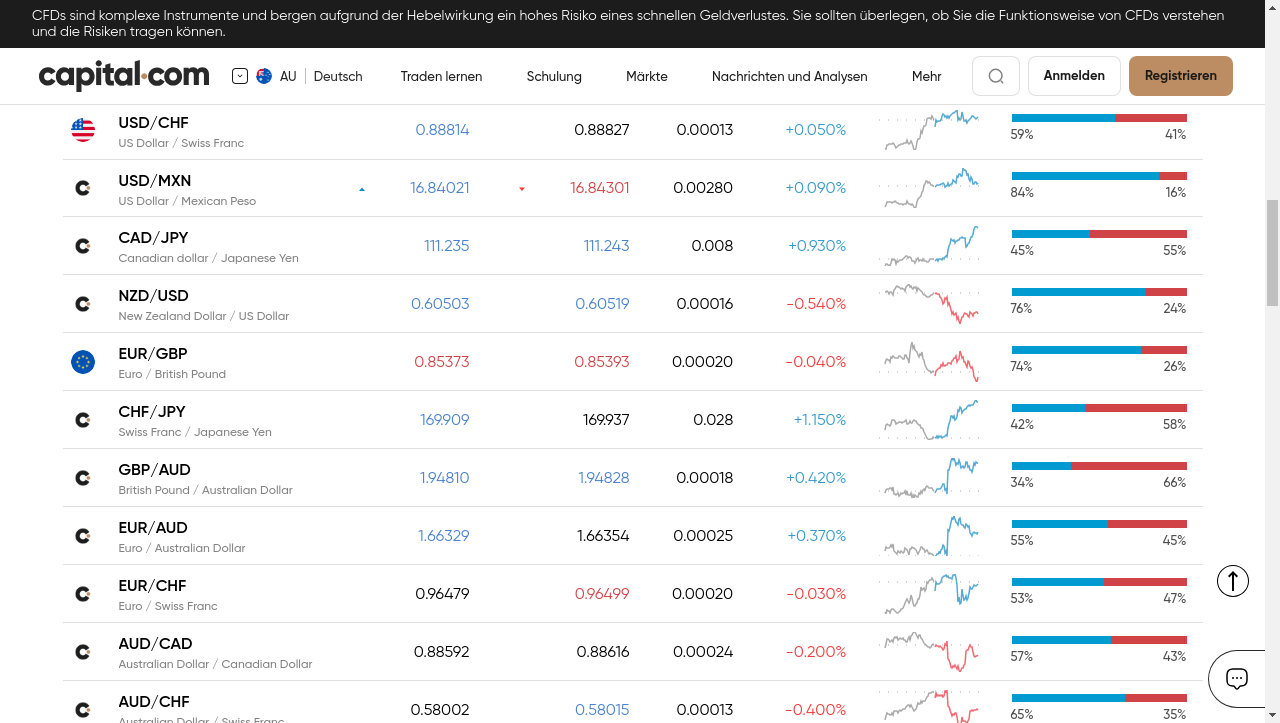 CFDs sind komplexe Instrumente und bergen aufgrund der Hebelwirkung ein hohes Risiko eines schnellen Geldverlustes. Sie sollten überlegen, ob Sie die Funktionsweise von CFDs verstehen
und die Risiken tragen können.
capital.com AU Deutsch Traden lernen Schulung Märkte Nachrichten und Analysen Mehr Anmelden Registrieren
USD/CHF 0.88814 0.88827 0.00013 +0.050%
US Dollar / Swiss Franc 59% 41%
USD/MXN 16.84021 16.84301 0.00280 +0.090%
US Dollar / Mexican Peso 84% 16%
CAD/JPY 111.235 111.243 0.008 +0.930%
Canadian dollar / Japanese Yen 45% 55%
NZD/USD 0.60503 0.60519 0.00016 -0.540%
New Zealand Dollar / US Dollar 76% 24%
EUR/GBP 0.85373 0.85393 0.00020 -0.040%
Euro / British Pound 74% 26%
CHF/JPY 169.909 169.937 0.028 +1.150%
Swiss Franc / Japanese Yen 42% 58%
GBP/AUD 1.94810 1.94828 0.00018 +0.420%
British Pound / Australian Dollar 34% 66%
EUR/AUD 1.66329 1.66354 0.00025 +0.370%
Euro / Australian Dollar 55% 45%
EUR/CHF 0.96479 0.96499 0.00020 -0.030%
Euro / Swiss Franc 53% 47%
AUD/CAD 0.88592 0.88616 0.00024 -0.200%
Australian Dollar / Canadian Dollar 57% 43%
AUD/CHF 0.58002 0.58015 0.00013 -0.400%
Australian Dollar / Swiss Franc 65% 35%